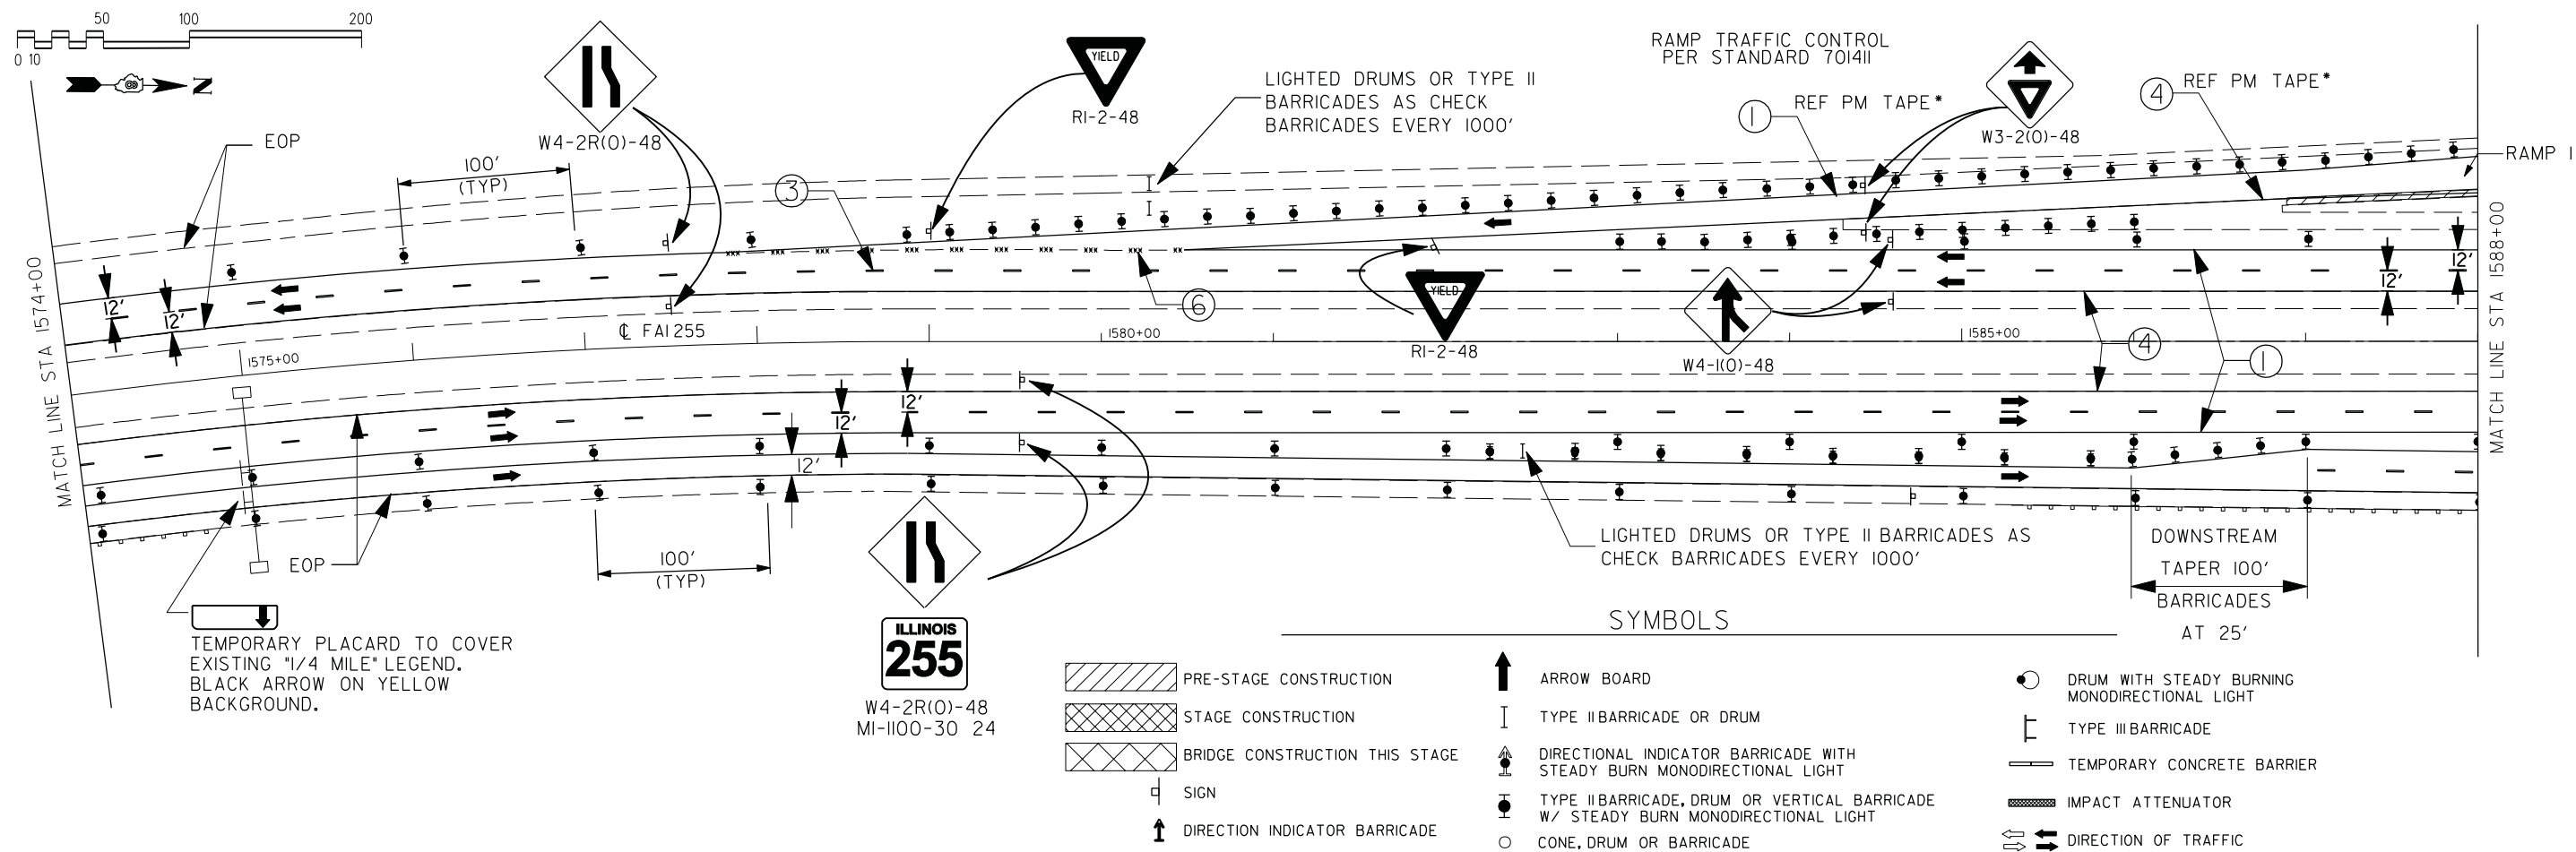 50 100 200
0 10
N
EOP
100'
(TYP)
W4-2R(O)-48
3
YIELD
R1-2-48
LIGHTED DRUMS OR TYPE II
BARRICADES AS CHECK
BARRICADES EVERY 1000'
RAMP TRAFFIC CONTROL
PER STANDARD 701411
1
REF PM TAPE*
W3-2(O)-48
4
REF PM TAPE*
RAMP 1
MATCH LINE STA 1574+00
12'
12'
1575+00
℄ FAI 255
6
1580+00
YIELD
R1-2-48
W4-1(O)-48
1585+00
4
1
12'
12'
MATCH LINE STA 1588+00
12'
12'
12'
EOP
100'
(TYP)
TEMPORARY PLACARD TO COVER
EXISTING "1/4 MILE" LEGEND.
BLACK ARROW ON YELLOW
BACKGROUND.
ILLINOIS
255
W4-2R(O)-48
M1-1100-30 24
LIGHTED DRUMS OR TYPE II BARRICADES AS
CHECK BARRICADES EVERY 1000'
DOWNSTREAM
TAPER 100'
BARRICADES
AT 25'
SYMBOLS
PRE-STAGE CONSTRUCTION
STAGE CONSTRUCTION
BRIDGE CONSTRUCTION THIS STAGE
SIGN
DIRECTION INDICATOR BARRICADE
ARROW BOARD
TYPE II BARRICADE OR DRUM
DIRECTIONAL INDICATOR BARRICADE WITH
STEADY BURN MONODIRECTIONAL LIGHT
TYPE II BARRICADE, DRUM OR VERTICAL BARRICADE
W/ STEADY BURN MONODIRECTIONAL LIGHT
CONE, DRUM OR BARRICADE
DRUM WITH STEADY BURNING
MONODIRECTIONAL LIGHT
TYPE III BARRICADE
TEMPORARY CONCRETE BARRIER
IMPACT ATTENUATOR
DIRECTION OF TRAFFIC